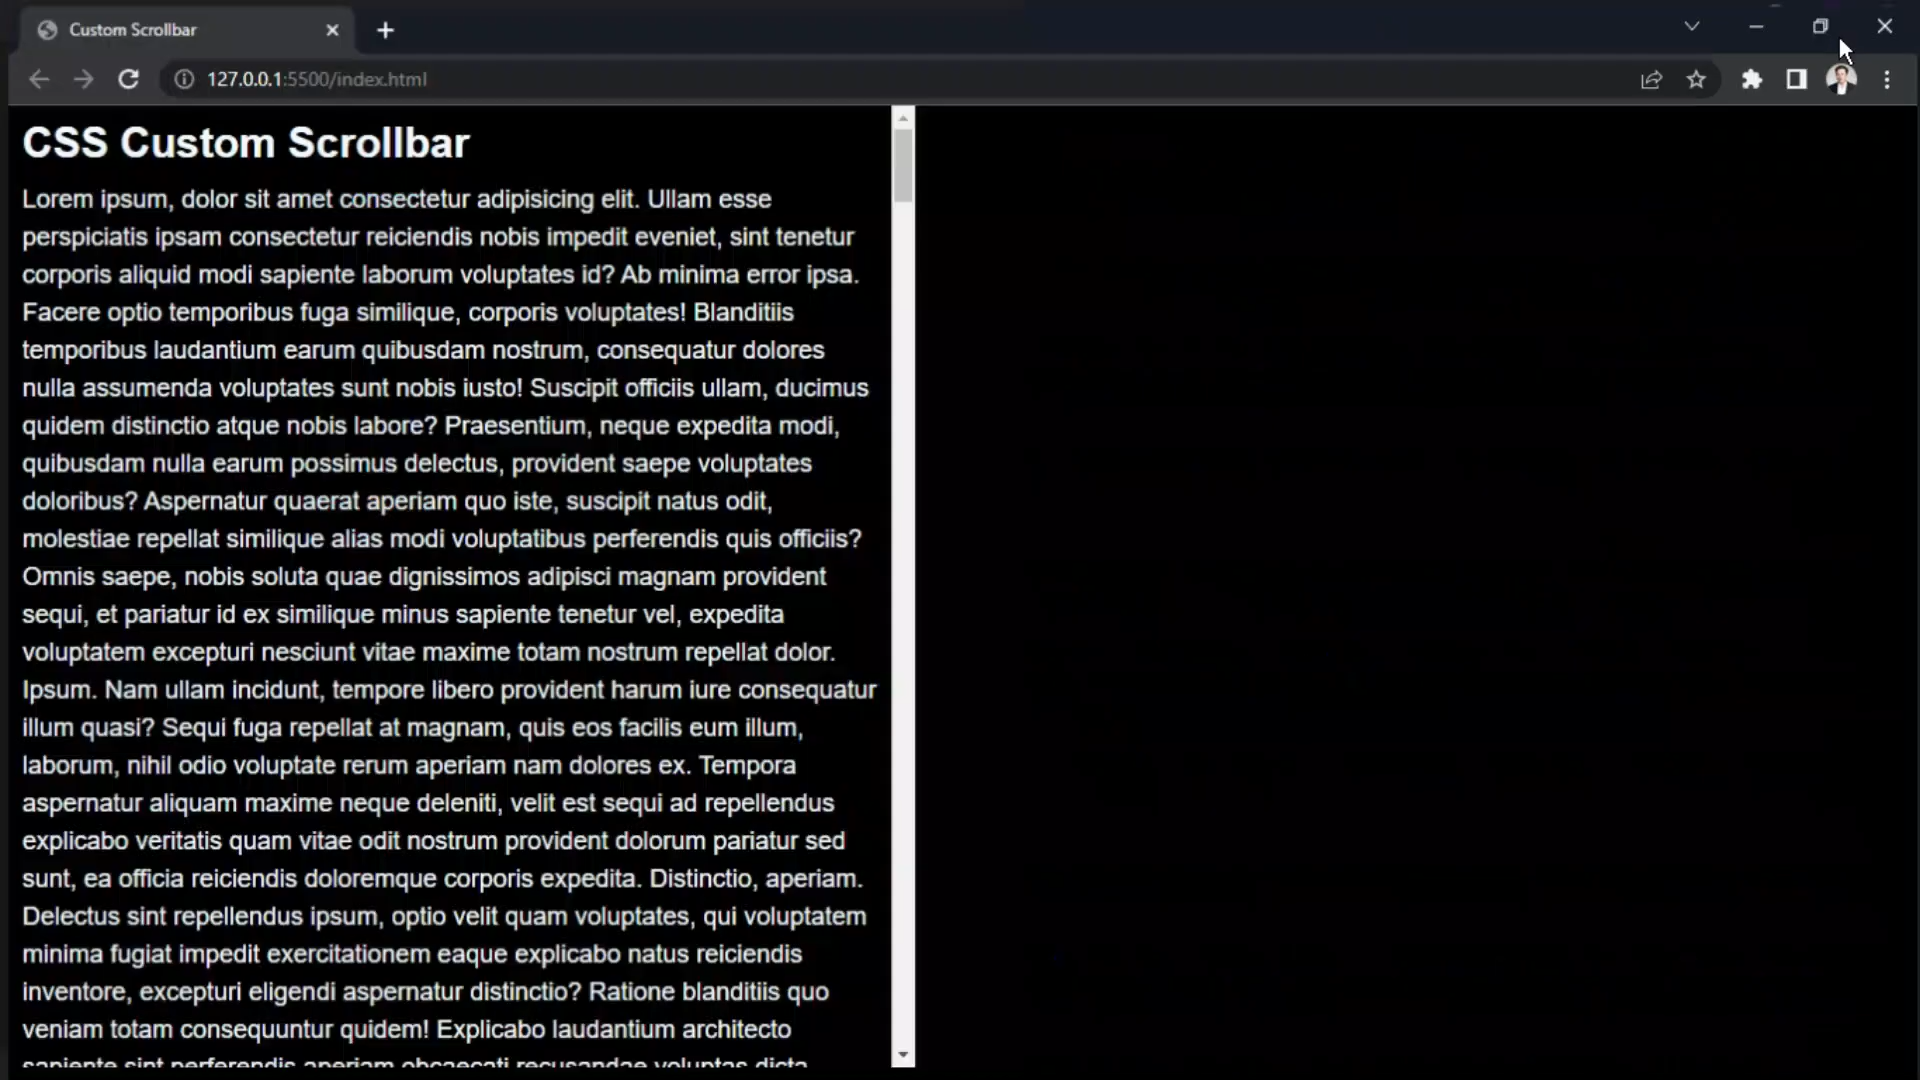 Custom Scrollbar
127.0.0.1:5500/index.html
CSS Custom Scrollbar
Lorem ipsum, dolor sit amet consectetur adipisicing elit. Ullam esse
perspiciatis ipsam consectetur reiciendis nobis impedit eveniet, sint tenetur
corporis aliquid modi sapiente laborum voluptates id? Ab minima error ipsa.
Facere optio temporibus fuga similique, corporis voluptates! Blanditiis
temporibus laudantium earum quibusdam nostrum, consequatur dolores
nulla assumenda voluptates sunt nobis iusto! Suscipit officiis ullam, ducimus
quidem distinctio atque nobis labore? Praesentium, neque expedita modi,
quibusdam nulla earum possimus delectus, provident saepe voluptates
doloribus? Aspernatur quaerat aperiam quo iste, suscipit natus odit,
molestiae repellat similique alias modi voluptatibus perferendis quis officiis?
Omnis saepe, nobis soluta quae dignissimos adipisci magnam provident
sequi, et pariatur id ex similique minus sapiente tenetur vel, expedita
voluptatem excepturi nesciunt vitae maxime totam nostrum repellat dolor.
Ipsum. Nam ullam incidunt, tempore libero provident harum iure consequatur
illum quasi? Sequi fuga repellat at magnam, quis eos facilis eum illum,
laborum, nihil odio voluptate rerum aperiam nam dolores ex. Tempora
aspernatur aliquam maxime neque deleniti, velit est sequi ad repellendus
explicabo veritatis quam vitae odit nostrum provident dolorum pariatur sed
sunt, ea officia reiciendis doloremque corporis expedita. Distinctio, aperiam.
Delectus sint repellendus ipsum, optio velit quam voluptates, qui voluptatem
minima fugiat impedit exercitationem eaque explicabo natus reiciendis
inventore, excepturi eligendi aspernatur distinctio? Ratione blanditiis quo
veniam totam consequuntur quidem! Explicabo laudantium architecto
sapiente sint perferendis aperiam obcaecati recusandae voluptas dicta